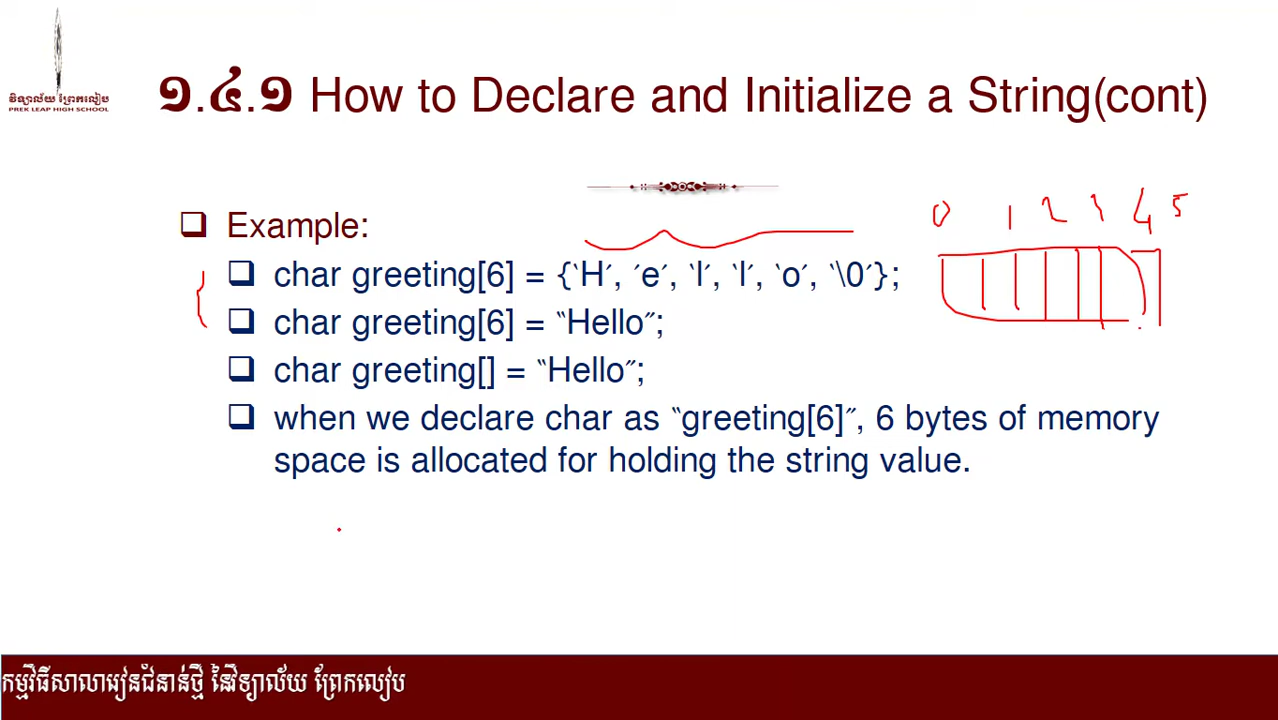 វិទ្យាល័យ ព្រែកលៀប
PREK LEAP HIGH SCHOOL
១.៤.១ How to Declare and Initialize a String(cont)
0 1 2 3 4 5
❑ Example:
❑ char greeting[6] = {‵H′, ′e′, ‵l′, ‵l′, ‵o′, ‵\0′};
❑ char greeting[6] = ‶Hello″;
❑ char greeting[] = ‶Hello″;
❑ when we declare char as ‶greeting[6]″, 6 bytes of memory
space is allocated for holding the string value.
កម្មវិធីសាលារៀនជំនាន់ថ្មី នៃវិទ្យាល័យ ព្រែកលៀប